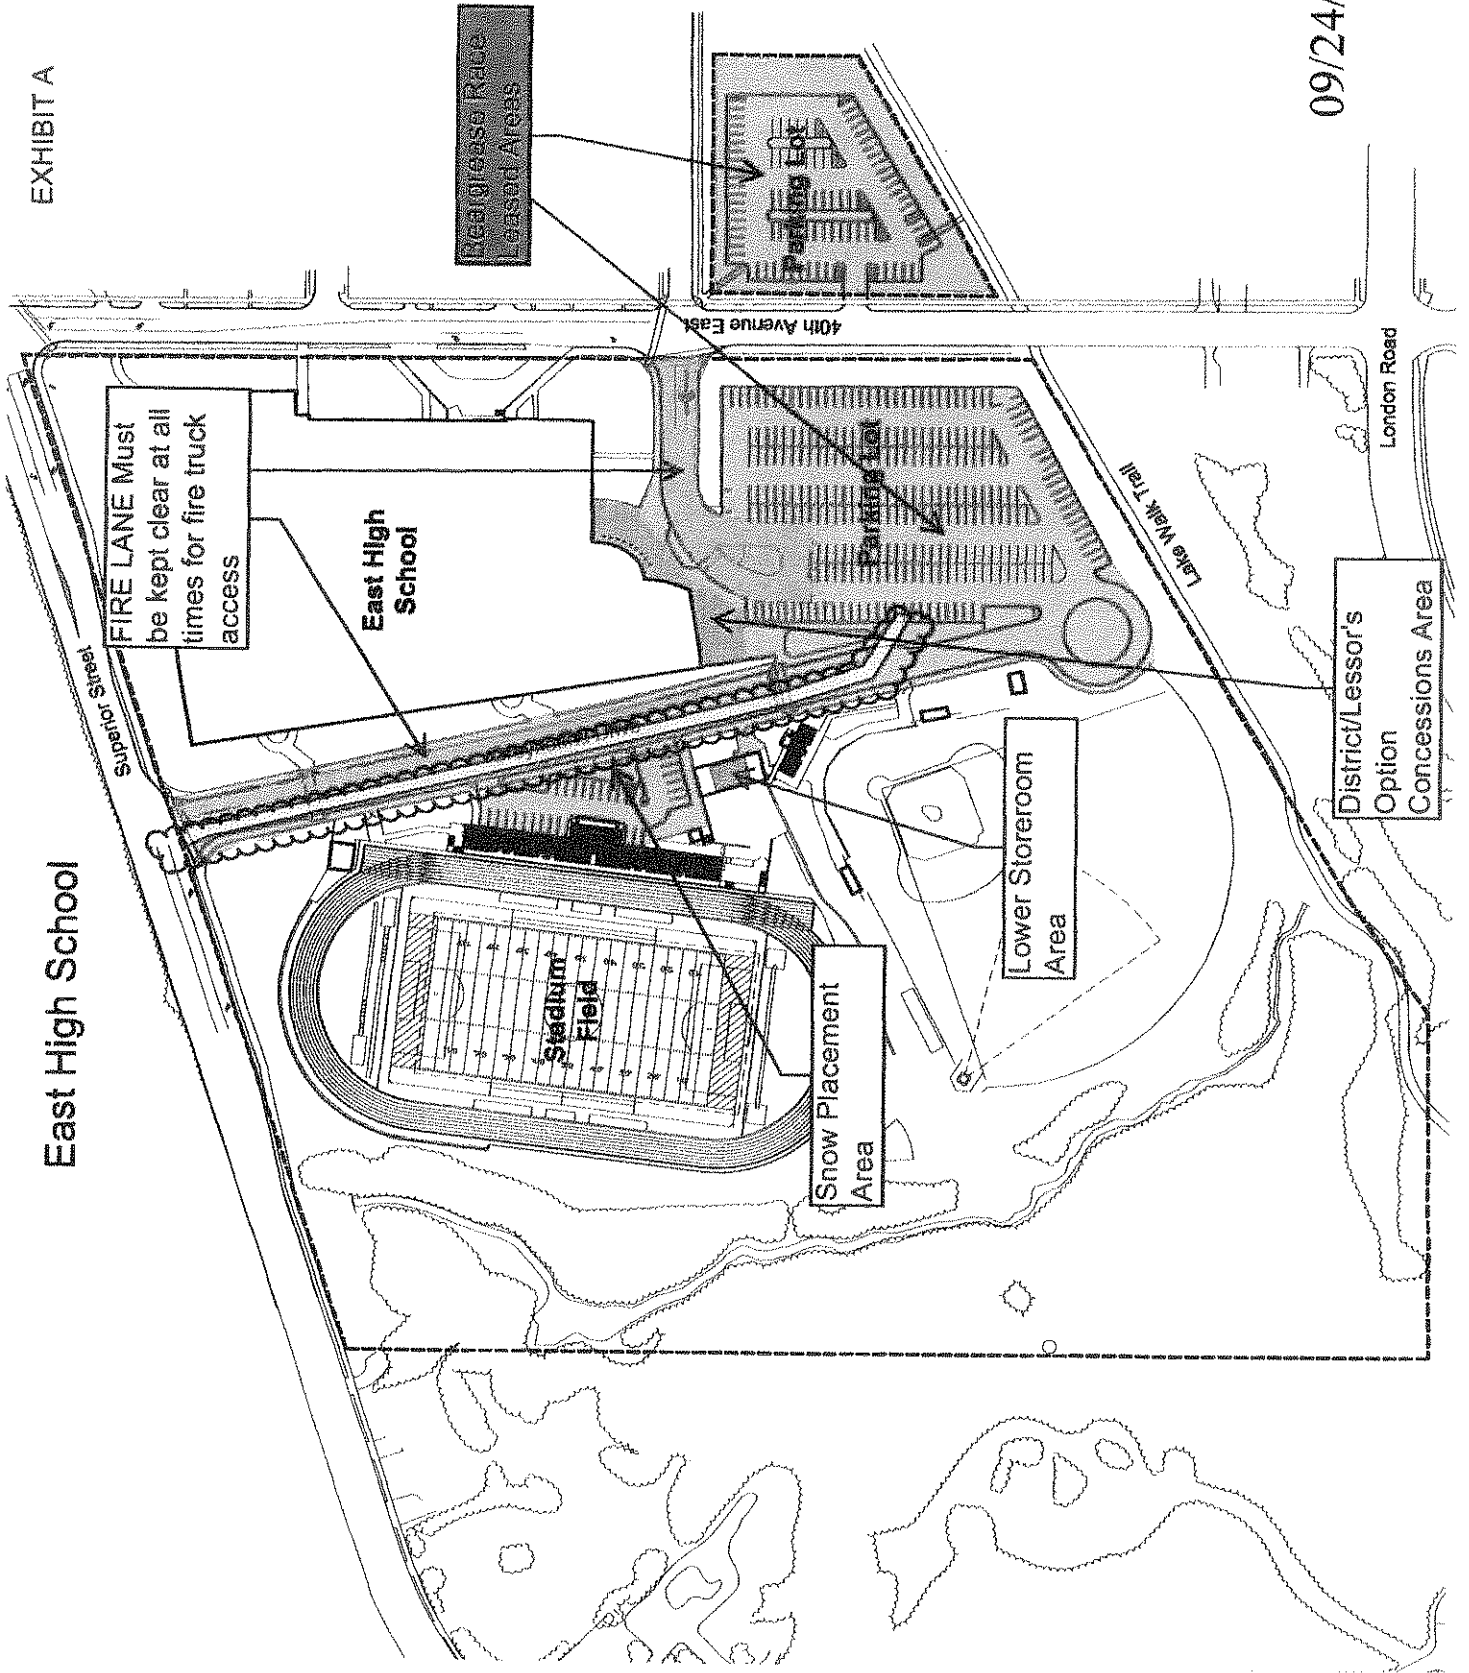 East High School
EXHIBIT A
Superior Street
FIRE LANE Must
be kept clear at all
times for fire truck
access
East High
School
Beargrease Race
Leased Areas
40th Avenue East
Parking Lot
Parking Lot
Stadium
Field
Snow Placement
Area
Lower Storeroom
Area
Lake Walk Trail
London Road
District/Lessor's
Option
Concessions Area
09/24/